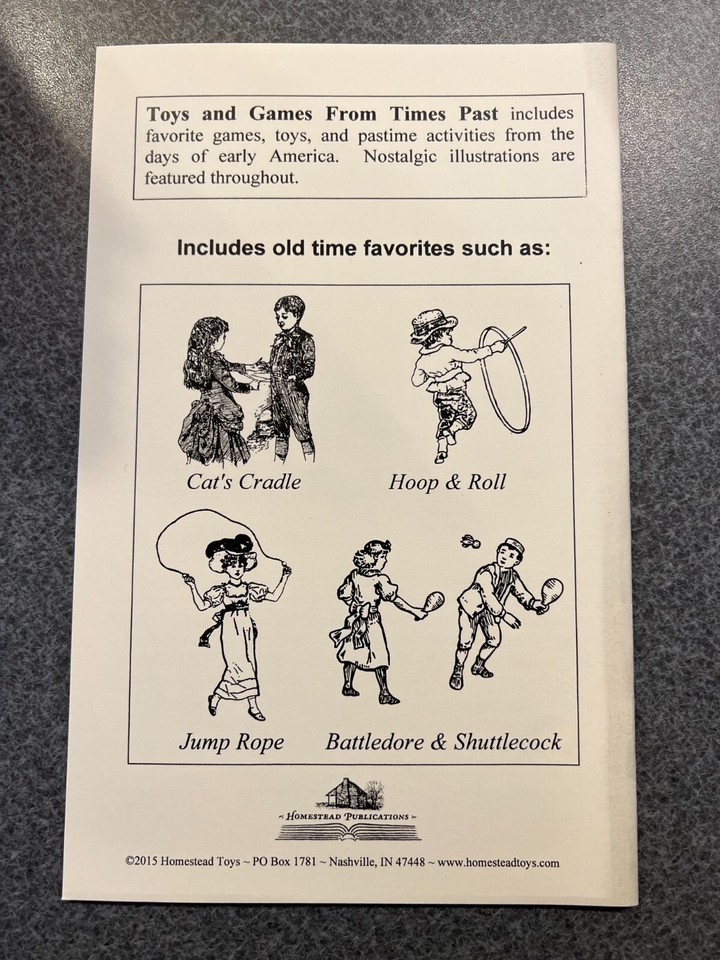 Toys and Games From Times Past includes
favorite games, toys, and pastime activities from the
days of early America. Nostalgic illustrations are
featured throughout.
Includes old time favorites such as:
Cat's Cradle
Hoop & Roll
Jump Rope
Battledore & Shuttlecock
~ Homestead Publications ~
©2015 Homestead Toys ~ PO Box 1781 ~ Nashville, IN 47448 ~ www.homesteadtoys.com